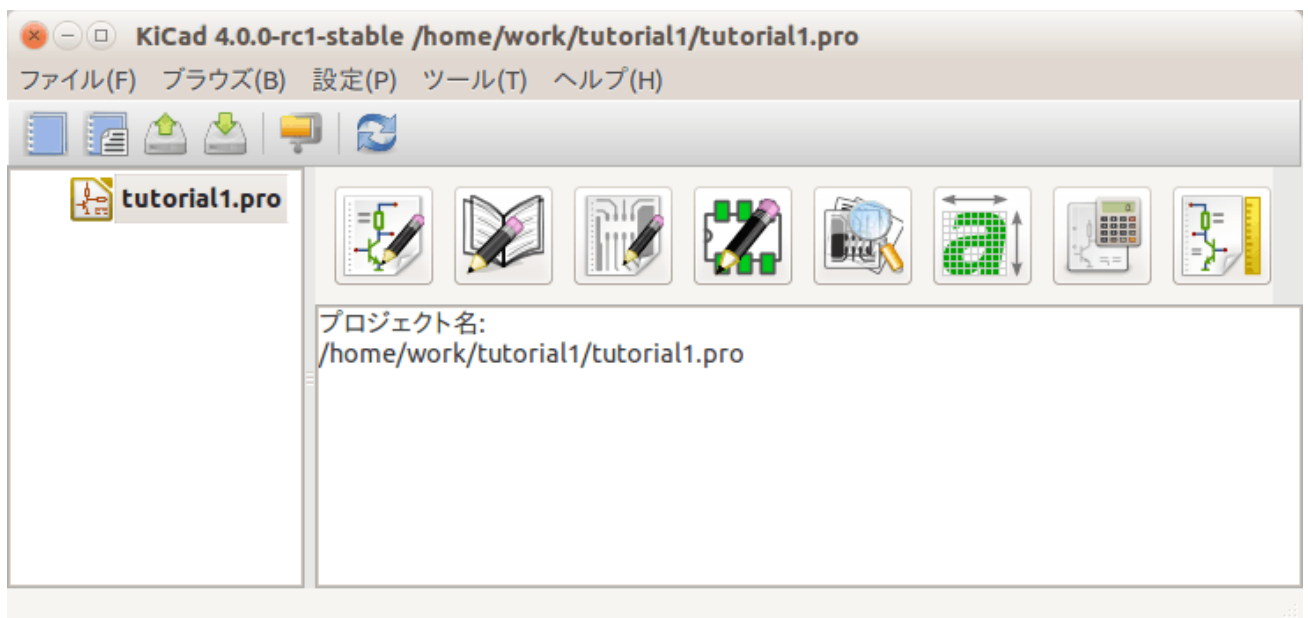 KiCad 4.0.0-rc1-stable /home/work/tutorial1/tutorial1.pro
ファイル(F) ブラウズ(B) 設定(P) ツール(T) ヘルプ(H)
tutorial1.pro
プロジェクト名:
/home/work/tutorial1/tutorial1.pro